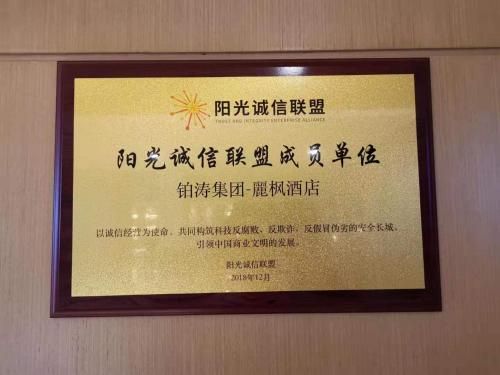 阳光诚信联盟
TRUST AND INTEGRITY ENTERPRISE ALLIANCE
阳光诚信联盟成员单位
铂涛集团-麗枫酒店
以诚信经营为使命，共同构筑科技反腐败、反欺诈、反假冒伪劣的安全长城，
引领中国商业文明的发展。
阳光诚信联盟
2018年12月